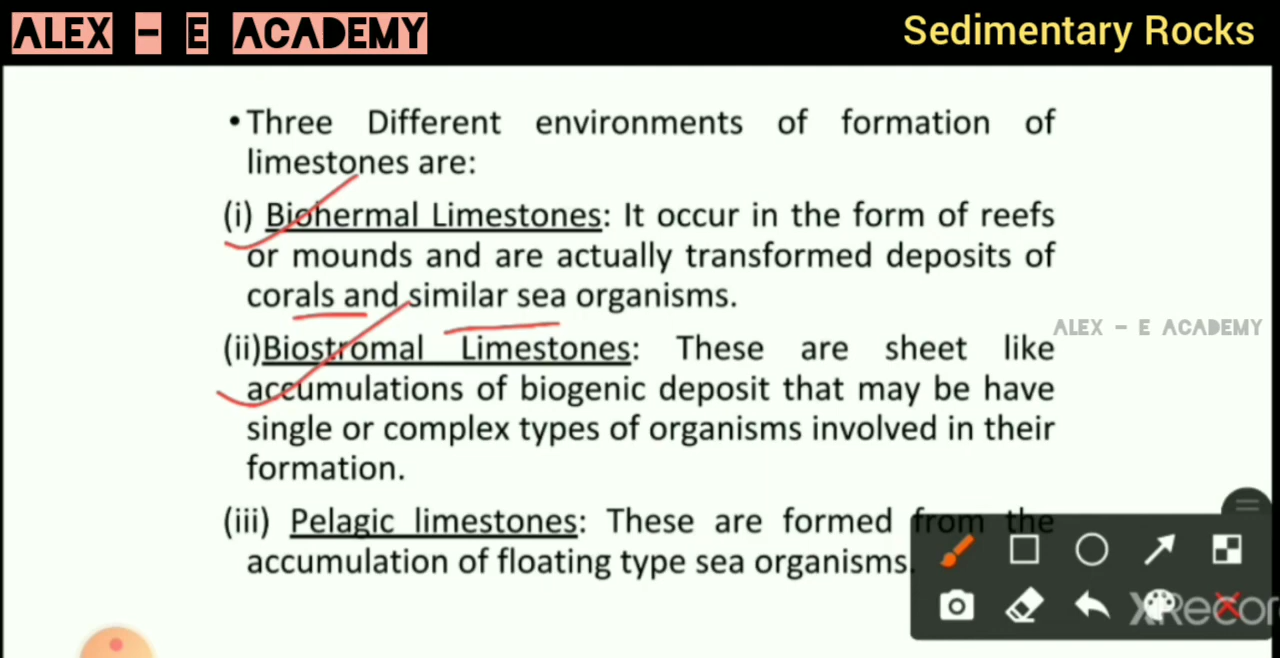 ALEX - E ACADEMY
Sedimentary Rocks
• Three Different environments of formation of
limestones are:
(i) Biohermal Limestones: It occur in the form of reefs
or mounds and are actually transformed deposits of
corals and similar sea organisms.
ALEX - E ACADEMY
(ii)Biostromal Limestones: These are sheet like
accumulations of biogenic deposit that may be have
single or complex types of organisms involved in their
formation.
(iii) Pelagic limestones: These are formed from the
accumulation of floating type sea organisms.
XRecor